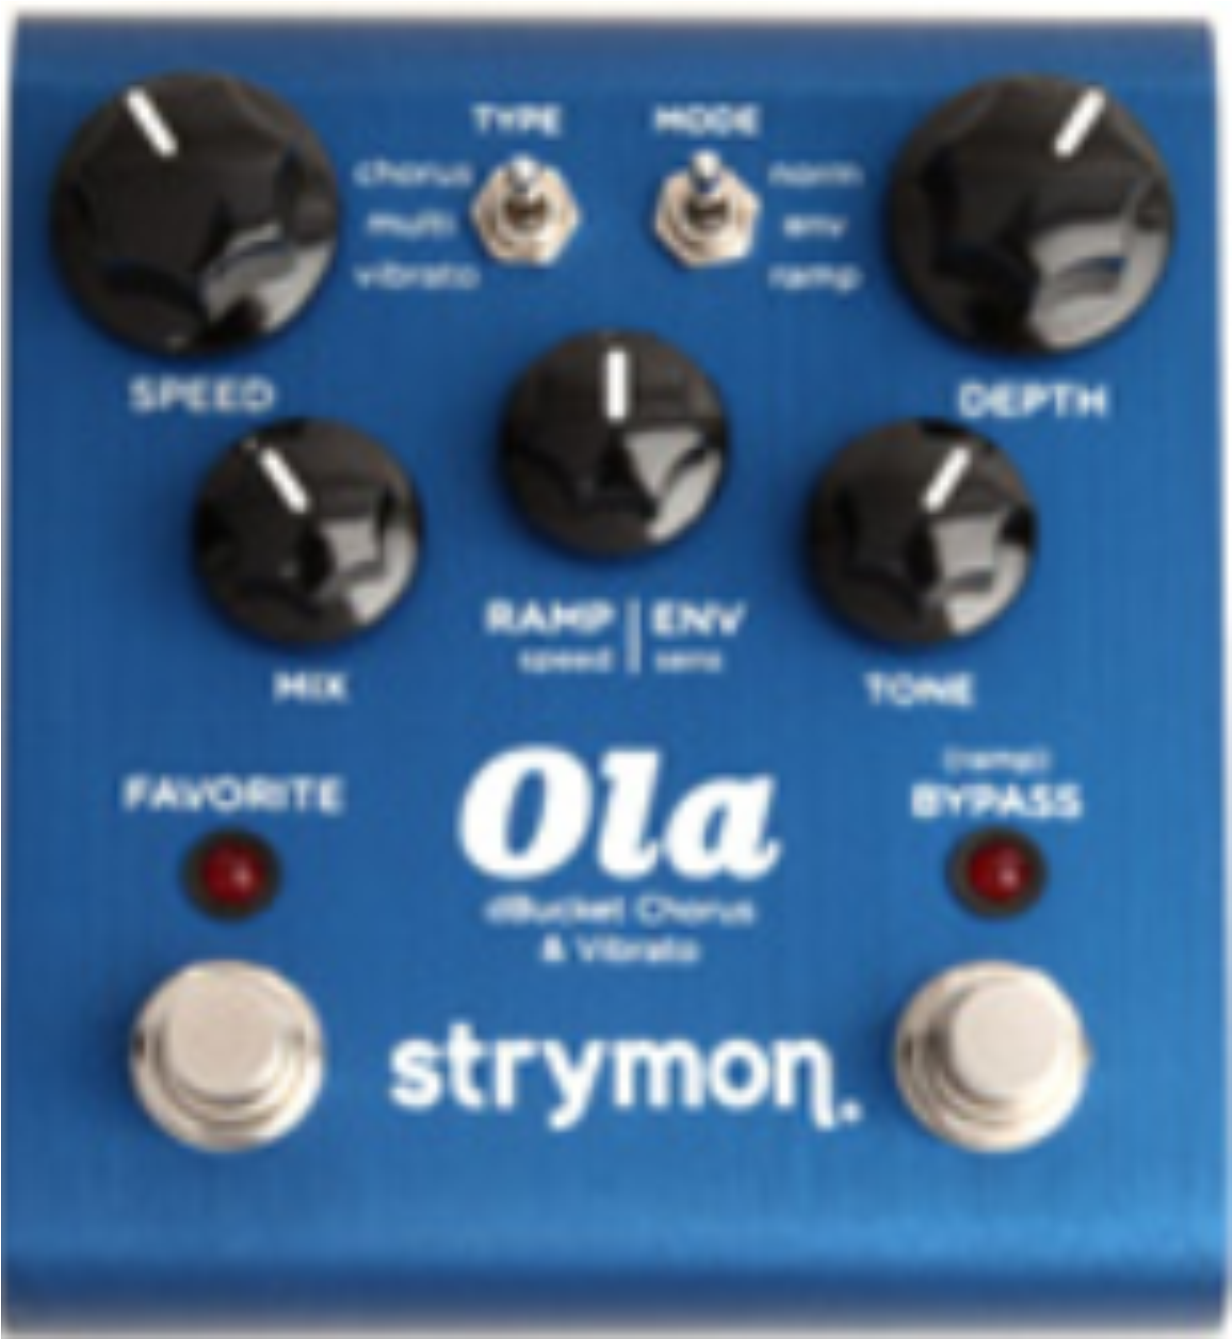 TYPE MODE
chorus norm
multi env
vibrato ramp
SPEED DEPTH
RAMP | ENV
speed | sens
MIX TONE
(ramp)
FAVORITE BYPASS
Ola
dBucket Chorus
& Vibrato
strymon.